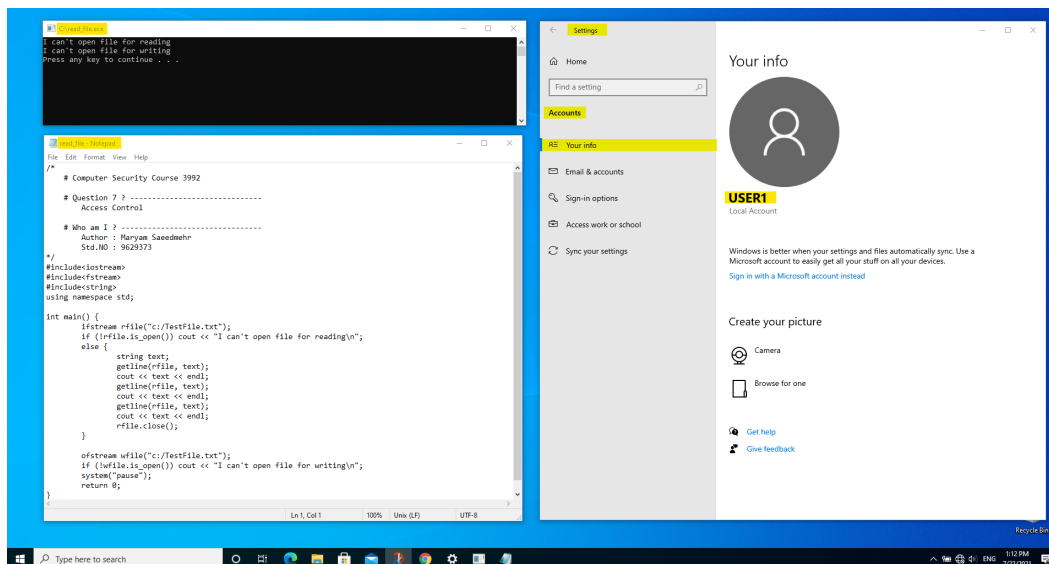 C:\read_file.exe
I can't open file for reading
I can't open file for writing
Press any key to continue . . .
read_file - Notepad
File Edit Format View Help
/*
# Computer Security Course 3992
# Question 7 ? ------------------------------
Access Control
# Who am I ? --------------------------------
Author : Maryam Saeedmehr
Std.NO : 9629373
*/
#include<iostream>
#include<fstream>
#include<string>
using namespace std;
int main() {
ifstream rfile("c:/TestFile.txt");
if (!rfile.is_open()) cout << "I can't open file for reading\n";
else {
string text;
getline(rfile, text);
cout << text << endl;
getline(rfile, text);
cout << text << endl;
getline(rfile, text);
cout << text << endl;
rfile.close();
}
ofstream wfile("c:/TestFile.txt");
if (!wfile.is_open()) cout << "I can't open file for writing\n";
system("pause");
return 0;
}
Ln 1, Col 1 100% Unix (LF) UTF-8
Settings
Home
Find a setting
Accounts
Your info
Email & accounts
Sign-in options
Access work or school
Sync your settings
Your info
USER1
Local Account
Windows is better when your settings and files automatically sync. Use a
Microsoft account to easily get all your stuff on all your devices.
Sign in with a Microsoft account instead
Create your picture
Camera
Browse for one
Get help
Give feedback
Recycle Bin
Type here to search
ENG
1:12 PM
7/22/2021